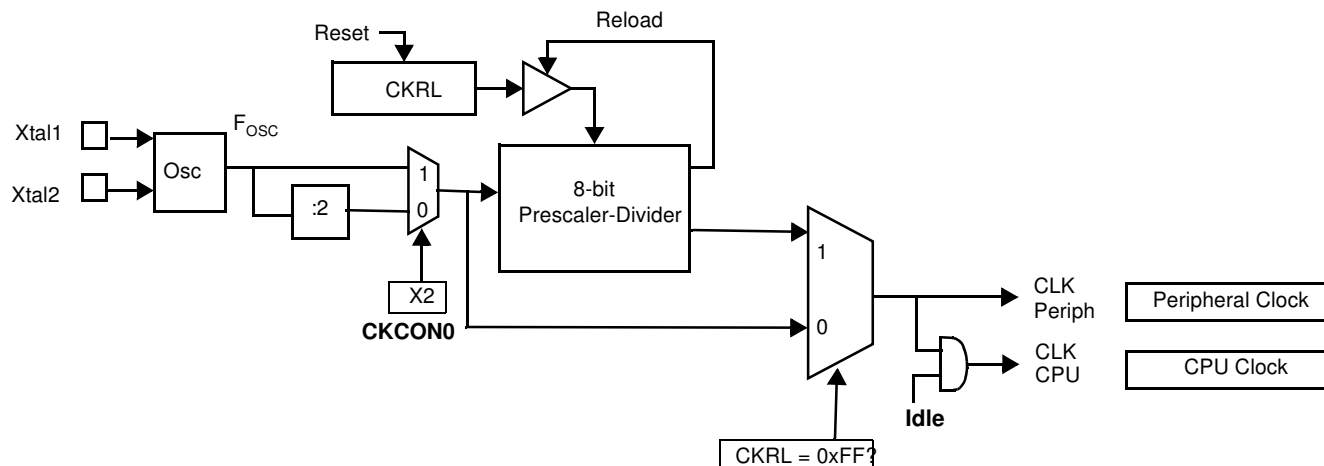 Reload
Reset
CKRL
Xtal1
Xtal2
FOSC
Osc
:2
1
0
X2
CKCON0
8-bit
Prescaler-Divider
1
0
CKRL = 0xFF?
CLK
Periph
Peripheral Clock
CLK
CPU
CPU Clock
Idle